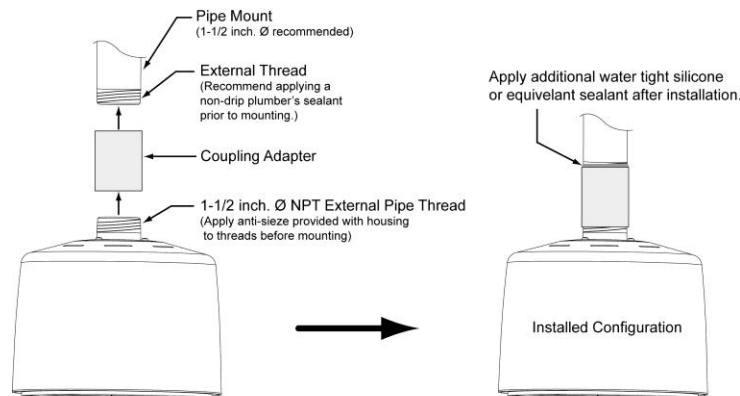 Pipe Mount
(1-1/2 inch. Ø recommended)
External Thread
(Recommend applying a
non-drip plumber's sealant
prior to mounting.)
Coupling Adapter
1-1/2 inch. Ø NPT External Pipe Thread
(Apply anti-sieze provided with housing
to threads before mounting)
Apply additional water tight silicone
or equivelant sealant after installation.
Installed Configuration